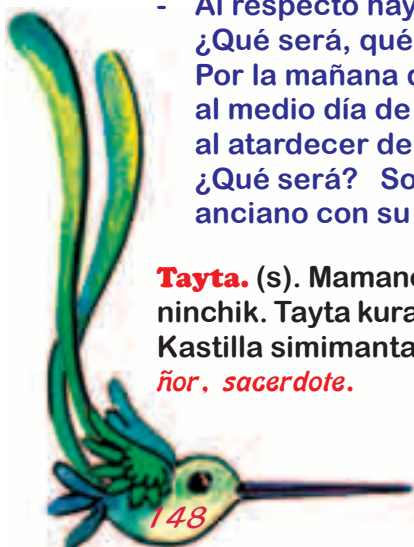 - Al respecto hay
¿Qué será, qué
Por la mañana
al medio día de
al atardecer de
¿Qué será? So
anciano con su
Tayta. (s). Maman
ninchik. Tayta kura
Kastilla simimanta
ñor, sacerdote.
148